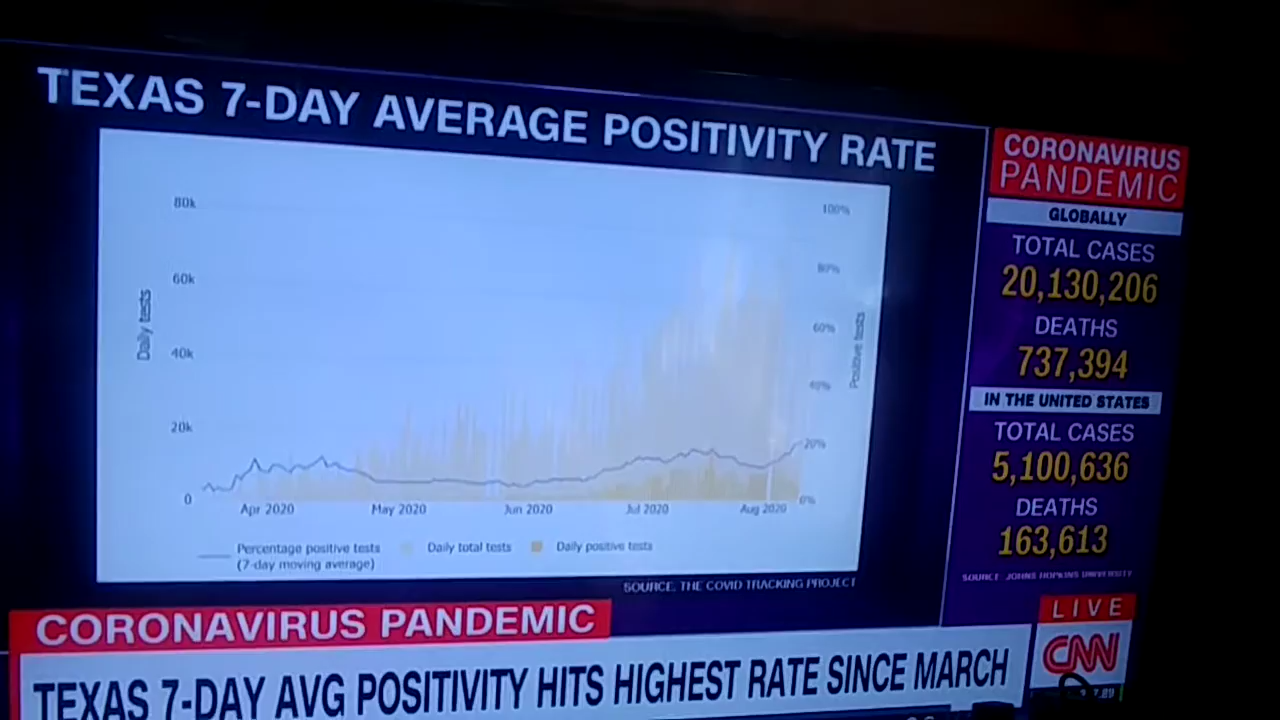 TEXAS 7-DAY AVERAGE POSITIVITY RATE
80k
60k
40k
20k
0
Daily tests
100%
80%
60%
40%
20%
0%
Positive tests
Apr 2020 May 2020 Jun 2020 Jul 2020 Aug 2020
Percentage positive tests
(7-day moving average)
Daily total tests
Daily positive tests
SOURCE: THE COVID TRACKING PROJECT
CORONAVIRUS
PANDEMIC
GLOBALLY
TOTAL CASES
20,130,206
DEATHS
737,394
IN THE UNITED STATES
TOTAL CASES
5,100,636
DEATHS
163,613
SOURCE: JOHNS HOPKINS UNIVERSITY
CORONAVIRUS PANDEMIC
TEXAS 7-DAY AVG POSITIVITY HITS HIGHEST RATE SINCE MARCH
LIVE
CNN